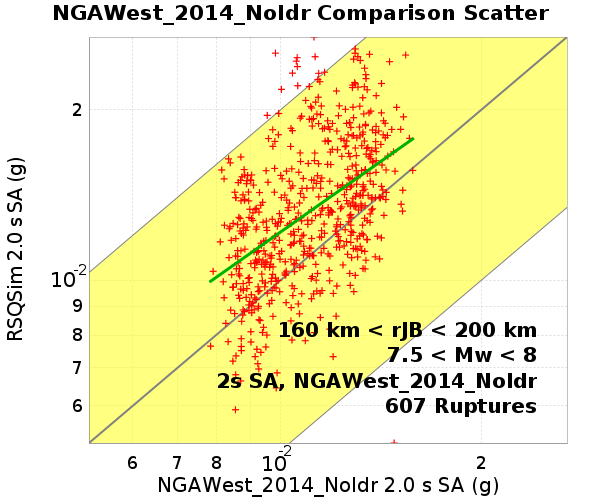 NGAWest_2014_NoIdr Comparison Scatter
RSQSim 2.0 s SA (g)
2
10-2
9
8
7
6
160 km < rJB < 200 km
7.5 < Mw < 8
2s SA, NGAWest_2014_NoIdr
607 Ruptures
6 7 8 10-2 2
NGAWest_2014_NoIdr 2.0 s SA (g)